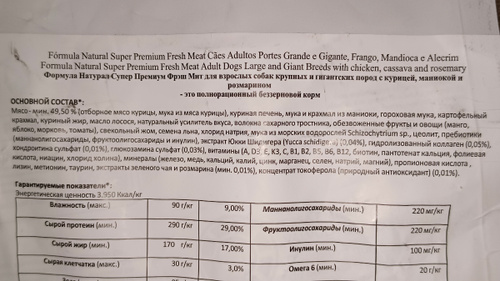 Fórmula Natural Super Premium Fresh Meat Cães Adultos Portes Grande e Gigante, Frango, Mandioca e Alecrim
Formula Natural Super Premium Fresh Meat Adult Dogs Large and Giant Breeds with chicken, cassava and rosemary
Формула Натурал Супер Премиум Фрэш Мит для взрослых собак крупных и гигантских пород с курицей, маниокой и
розмарином
- это полнорационный беззерновой корм
ОСНОВНОЙ СОСТАВ*:
Мясо - мин. 49,50 % (отборное мясо курицы, мука из мяса курицы), куриная печень, мука и крахмал из маниоки, гороховая мука, картофельный
крахмал, куриный жир, масло лосося, натуральный усилитель вкуса, волокна сахарного тростника, обезвоженные фрукты и овощи (манго,
яблоко, морковь, томаты), свекольный жом, семена льна, хлорид натрия, мука из морских водорослей Schizochytrium sp., цеолит, пребиотики
(маннанолигосахариды, фруктоолигосахариды и инулин), экстракт Юкки Шидигера (Yucca schidigera) (0,04%), гидролизованный коллаген (0,05%),
хондроитина сульфат (0,01%), глюкозамина сульфат (0,03%), витамины (А, D3, Е, К3, С, В1, В2, В5, В6, В12, биотин, пантотенат кальция, фолиевая
кислота, ниацин, хлорид холина), минералы (железо, медь, кальций, калий, цинк, марганец, селен, натрий, магний), пропионовая кислота,
лизин, метионин, таурин, экстракты зеленого чая и розмарина (мин. 0,01%), концентрат токоферола (природный антиоксидант) (0,01%).
Гарантируемые показатели*:
Энергетическая ценность 3 950 Ккал/кг
Влажность (макс.) 90 г/кг 9,00% Маннанолигосахариды (мин.) 220 мг/кг
Сырой протеин (мин.) 290 г/кг 29,00% Фруктоолигосахариды (мин.) 220 мг/кг
Сырой жир (мин.) 170 г/кг 17,00% Инулин (мин.) 100 мг/кг
Сырая клетчатка (макс.) 30 г/кг 3,0% Омега 6 (мин.) 20 г/кг